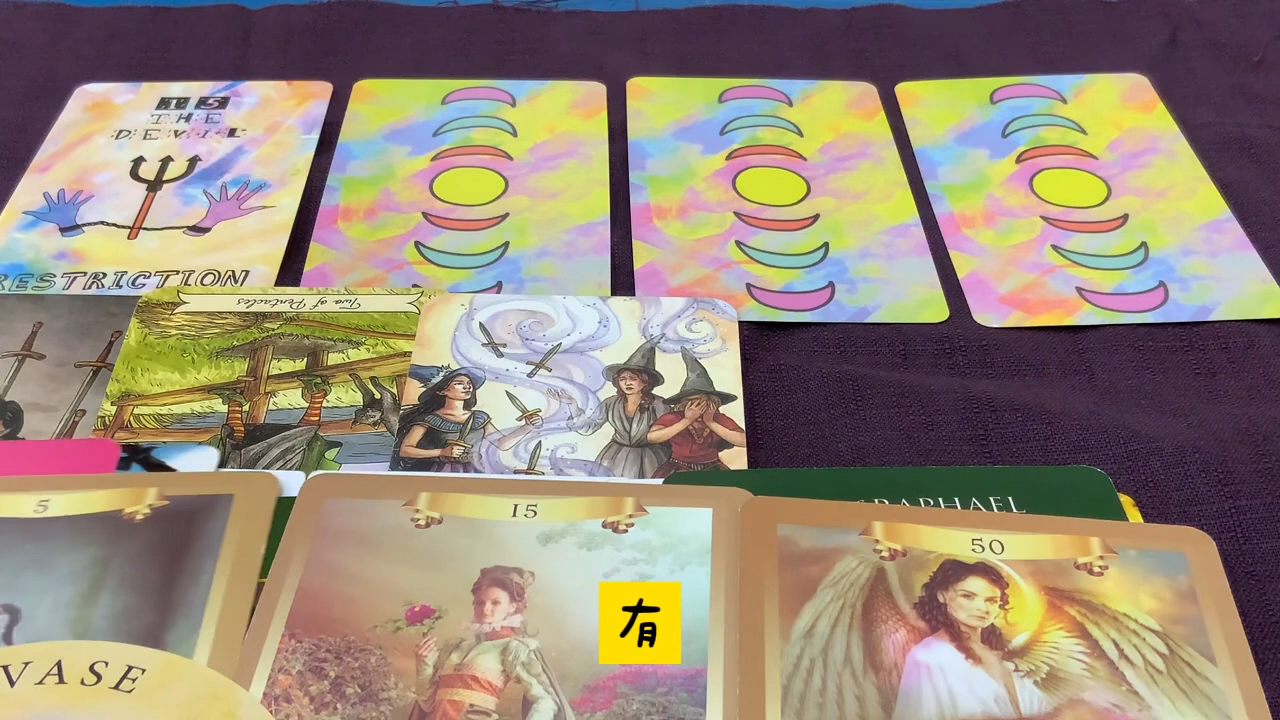 15
THE
DEVIL
RESTRICTION
Two of Pentacles
RAPHAEL
5
15
50
有
VASE